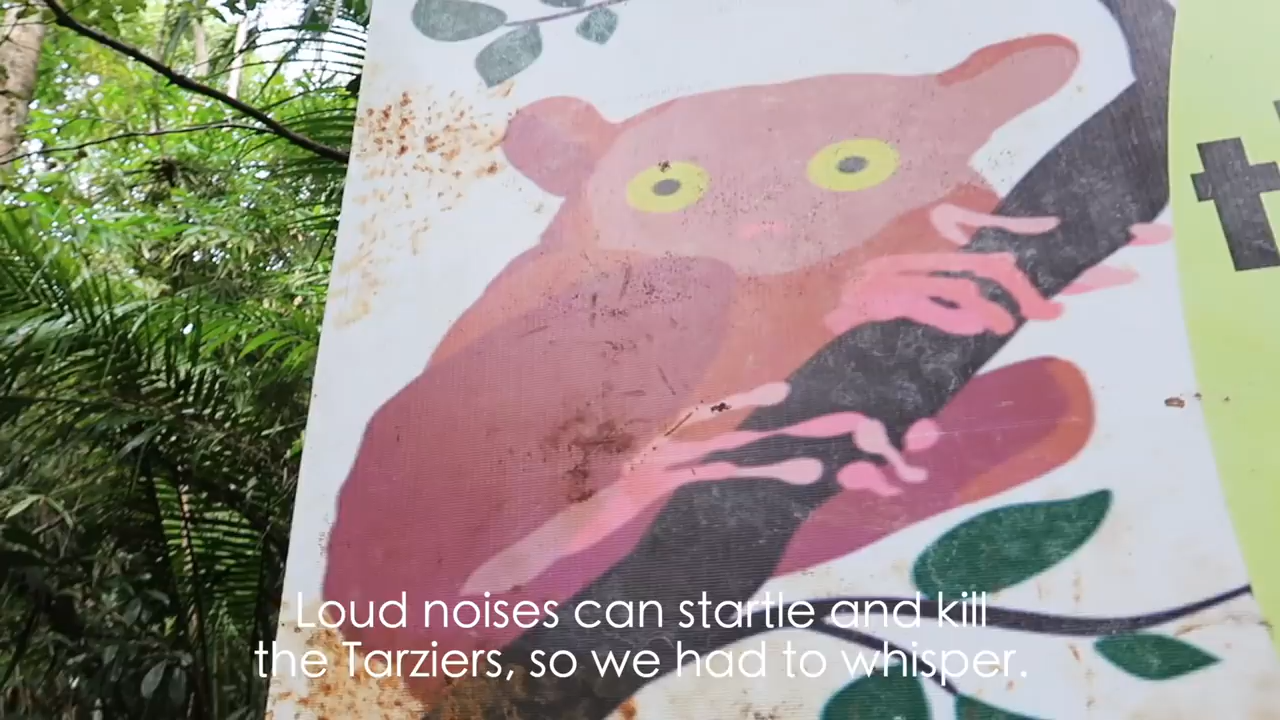 Loud noises can startle and kill
the Tarziers, so we had to whisper.